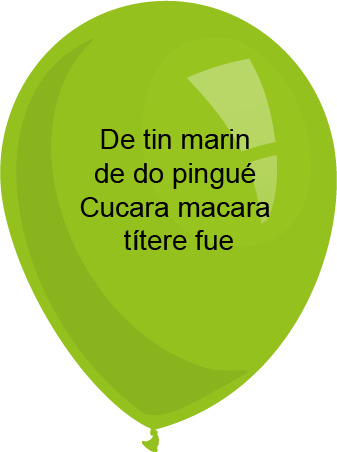 De tin marin
de do pingué
Cucara macara
títere fue